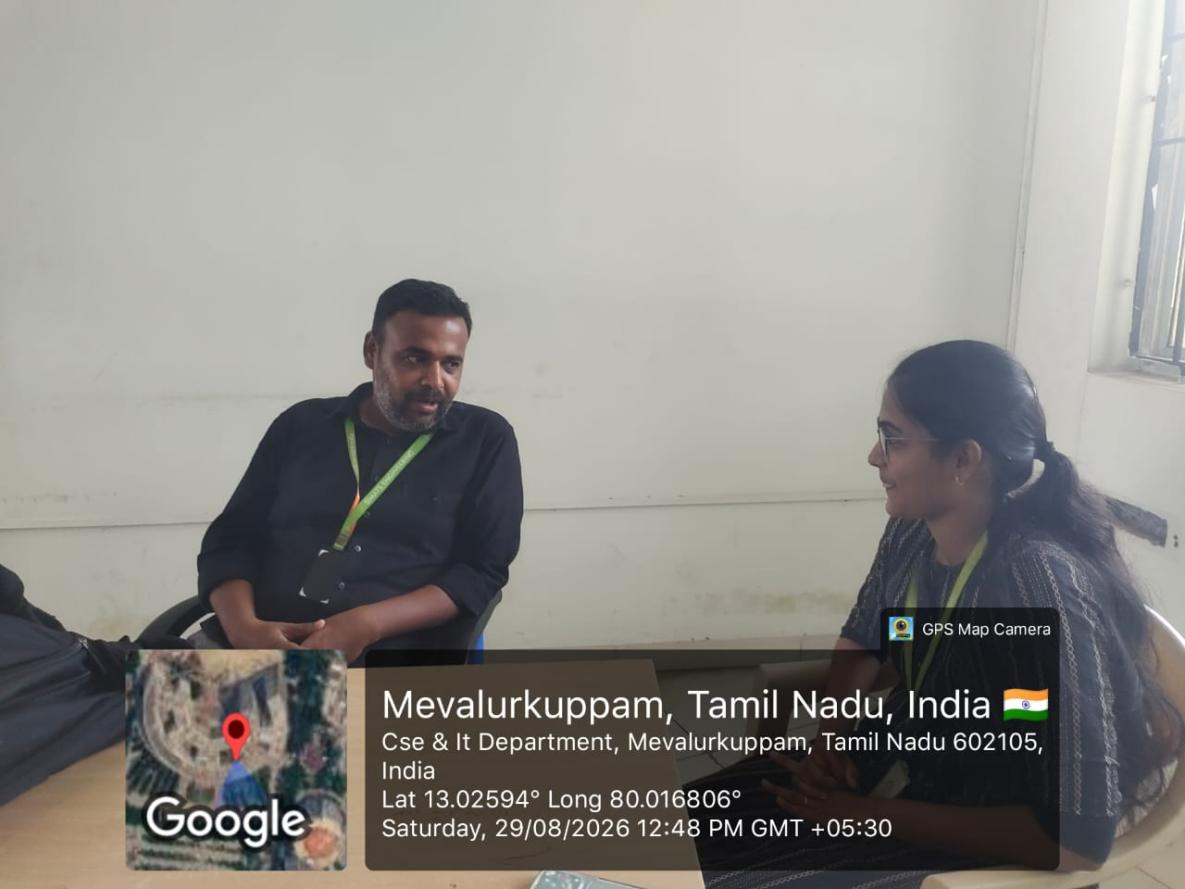 GPS Map Camera
Mevalurkuppam, Tamil Nadu, India
Cse & It Department, Mevalurkuppam, Tamil Nadu 602105,
India
Lat 13.02594° Long 80.016806°
Saturday, 29/08/2026 12:48 PM GMT +05:30
Google